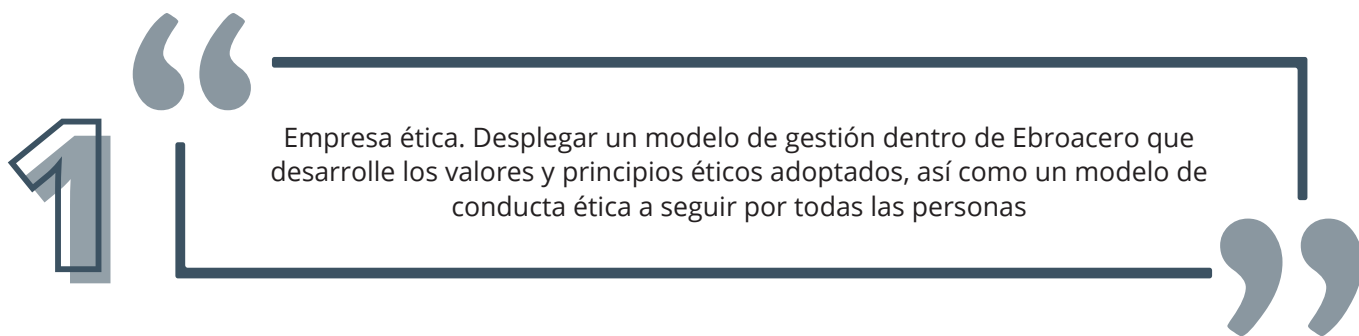 1
Empresa ética. Desplegar un modelo de gestión dentro de Ebroacero que
desarrolle los valores y principios éticos adoptados, así como un modelo de
conducta ética a seguir por todas las personas